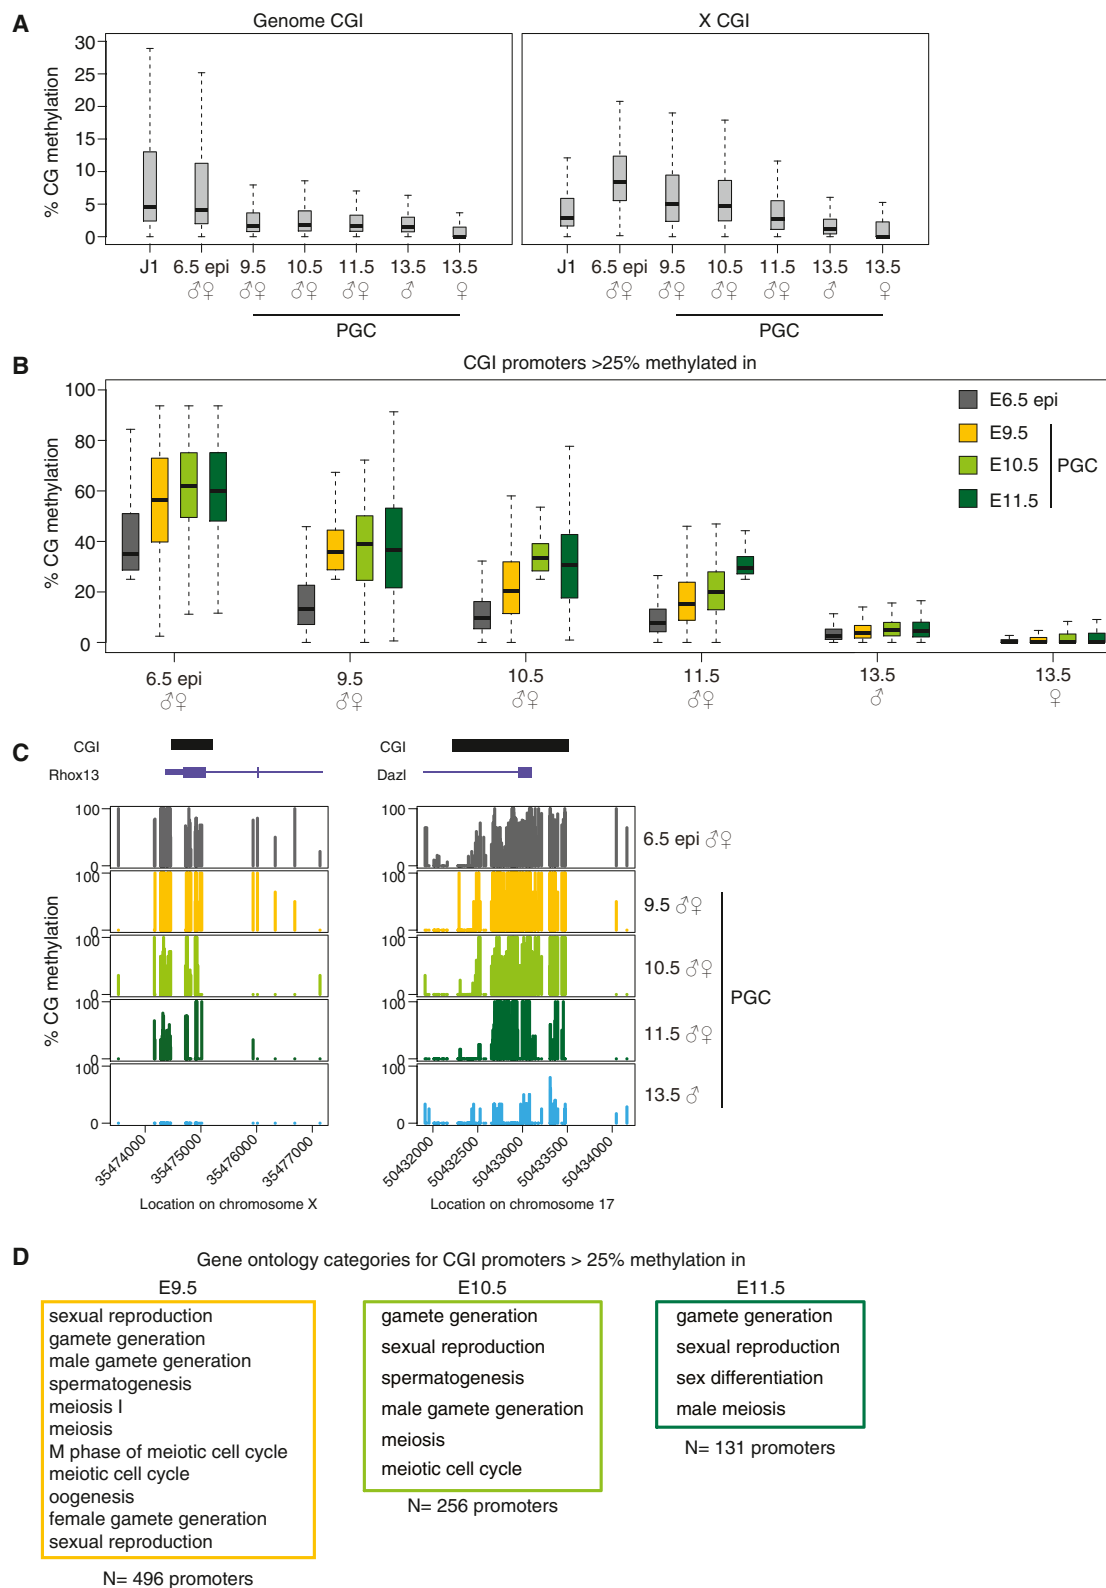 A
Genome CGI
X CGI
% CG methylation
30
25
20
15
10
5
0
J1
6.5 epi
9.5
10.5
11.5
13.5
13.5
♂♀
♂♀
♂♀
♂♀
♂
♀
PGC
J1
6.5 epi
9.5
10.5
11.5
13.5
13.5
♂♀
♂♀
♂♀
♂♀
♂
♀
PGC
B
CGI promoters >25% methylated in
% CG methylation
100
80
60
40
20
0
E6.5 epi
E9.5
E10.5
E11.5
PGC
6.5 epi
9.5
10.5
11.5
13.5
13.5
♂♀
♂♀
♂♀
♂♀
♂
♀
C
CGI
Rhox13
CGI
Dazl
% CG methylation
100
0
100
0
100
0
100
0
100
0
100
0
100
0
100
0
100
0
100
0
6.5 epi ♂♀
9.5 ♂♀
10.5 ♂♀
11.5 ♂♀
13.5 ♂
PGC
35474000
35475000
35476000
35477000
Location on chromosome X
50432000
50432500
50433000
50433500
50434000
Location on chromosome 17
D
Gene ontology categories for CGI promoters > 25% methylation in
E9.5
sexual reproduction
gamete generation
male gamete generation
spermatogenesis
meiosis I
meiosis
M phase of meiotic cell cycle
meiotic cell cycle
oogenesis
female gamete generation
sexual reproduction
N= 496 promoters
E10.5
gamete generation
sexual reproduction
spermatogenesis
male gamete generation
meiosis
meiotic cell cycle
N= 256 promoters
E11.5
gamete generation
sexual reproduction
sex differentiation
male meiosis
N= 131 promoters